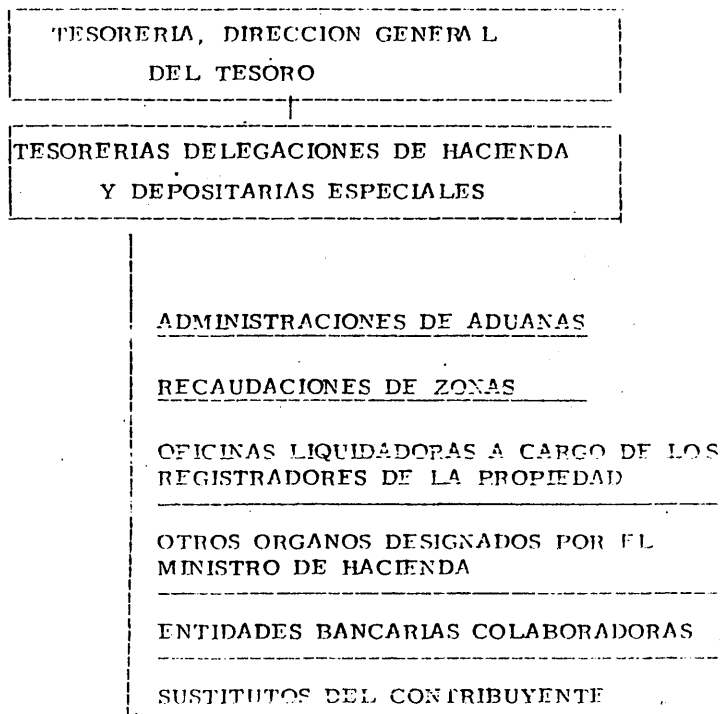 TESORERIA, DIRECCION GENERAL
DEL TESORO
TESORERIAS DELEGACIONES DE HACIENDA
Y DEPOSITARIAS ESPECIALES
ADMINISTRACIONES DE ADUANAS
RECAUDACIONES DE ZONAS
OFICINAS LIQUIDADORAS A CARGO DE LOS
REGISTRADORES DE LA PROPIEDAD
OTROS ORGANOS DESIGNADOS POR EL
MINISTRO DE HACIENDA
ENTIDADES BANCARIAS COLABORADORAS
SUSTITUTOS DEL CONTRIBUYENTE